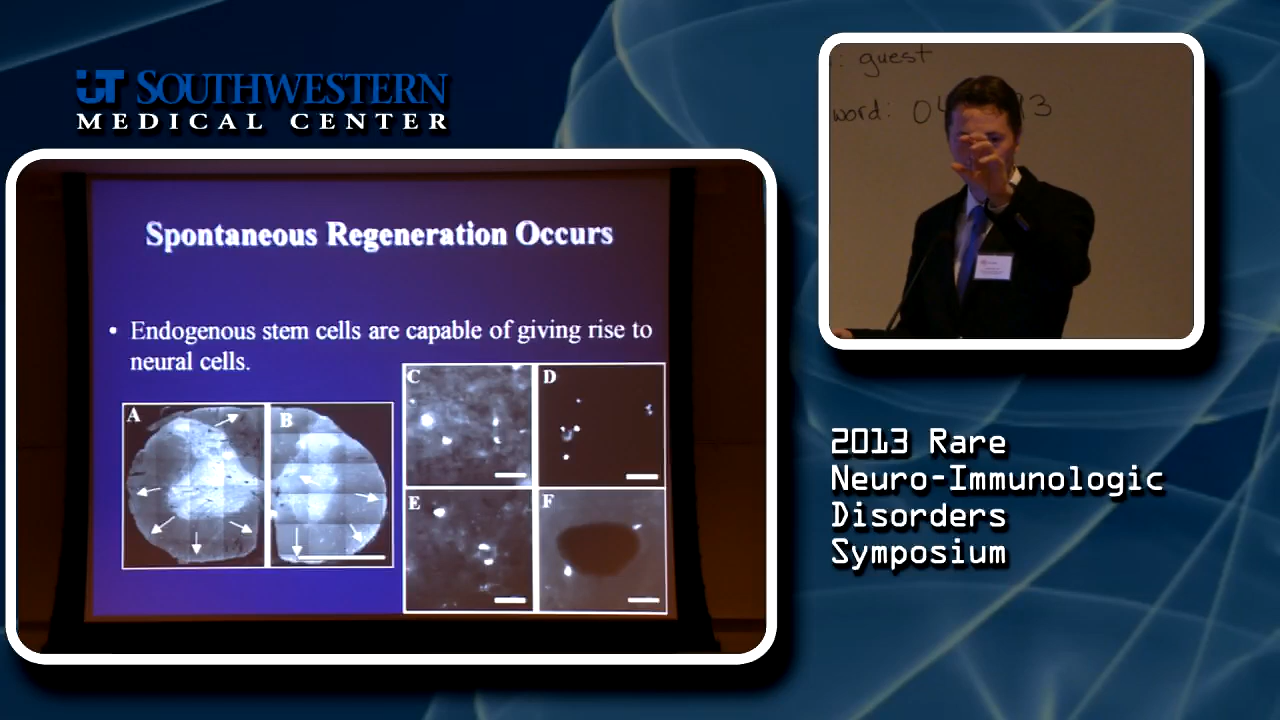 UT SOUTHWESTERN
MEDICAL CENTER
Spontaneous Regeneration Occurs
• Endogenous stem cells are capable of giving rise to
neural cells.
A
B
C
D
E
F
: guest
word: 04 93
2013 Rare
Neuro-Immunologic
Disorders
Symposium